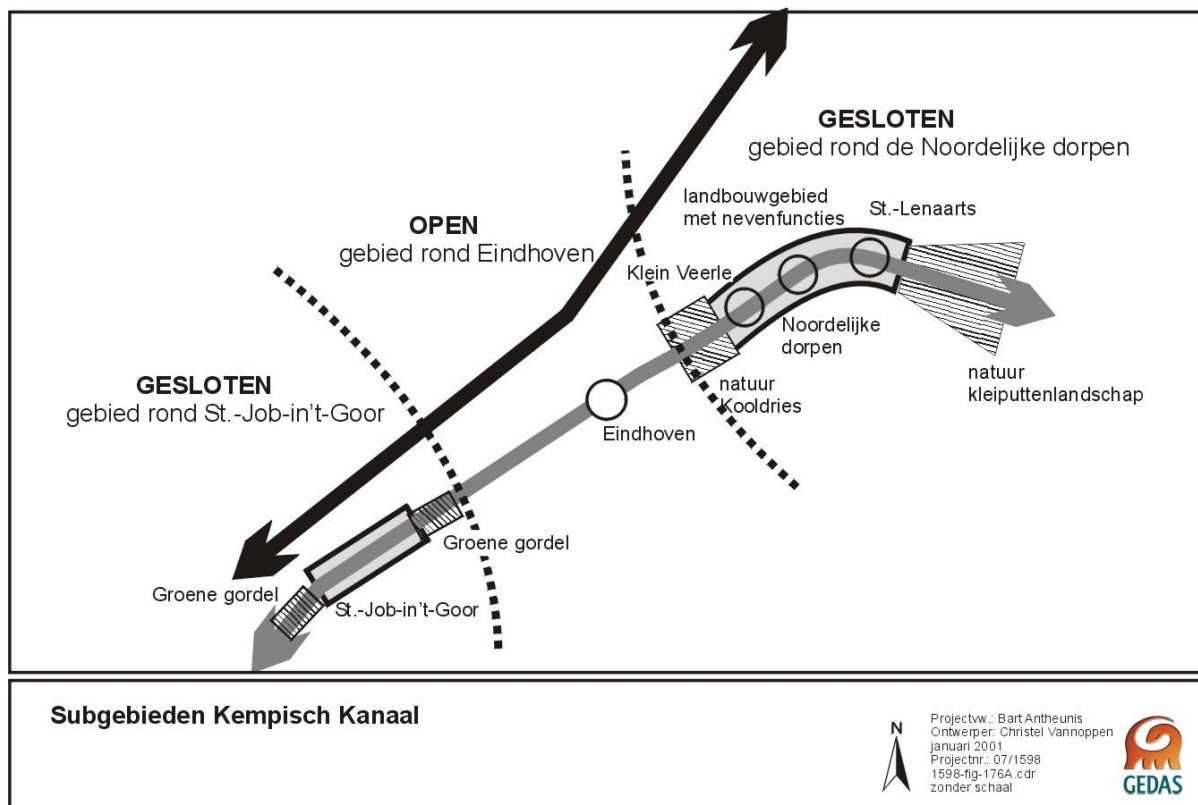 GESLOTEN
gebied rond de Noordelijke dorpen
landbouwgebied
met nevenfuncties
St.-Lenaarts
OPEN
gebied rond Eindhoven
Klein Veerle
Noordelijke
dorpen
natuur
kleiputtenlandschap
natuur
Kooldries
GESLOTEN
gebied rond St.-Job-in't-Goor
Eindhoven
Groene gordel
Groene gordel
St.-Job-in't-Goor
Subgebieden Kempisch Kanaal
N
Projectvw.: Bart Antheunis
Ontwerper: Christel Vannoppen
januari 2001
Projectnr.: 07/1598
1598-fig-176A.cdr
zonder schaal
GEDAS